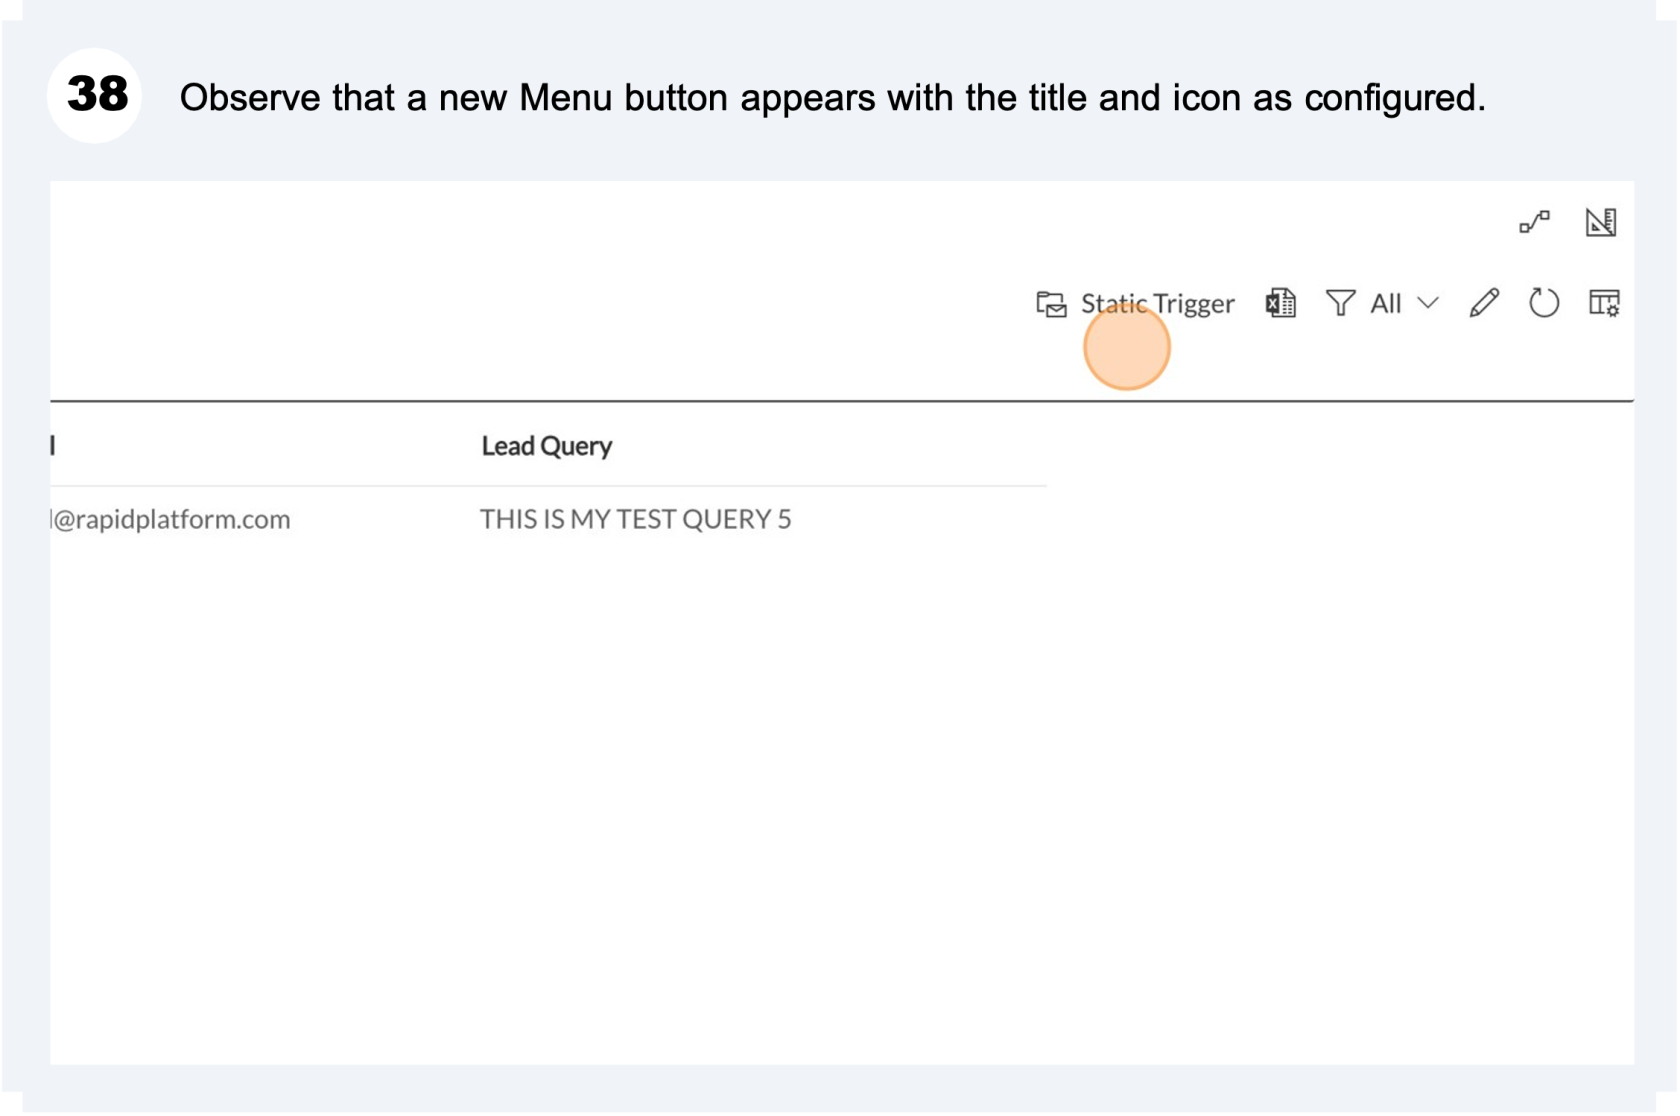 38 Observe that a new Menu button appears with the title and icon as configured.
Static Trigger All
l Lead Query
l@rapidplatform.com THIS IS MY TEST QUERY 5